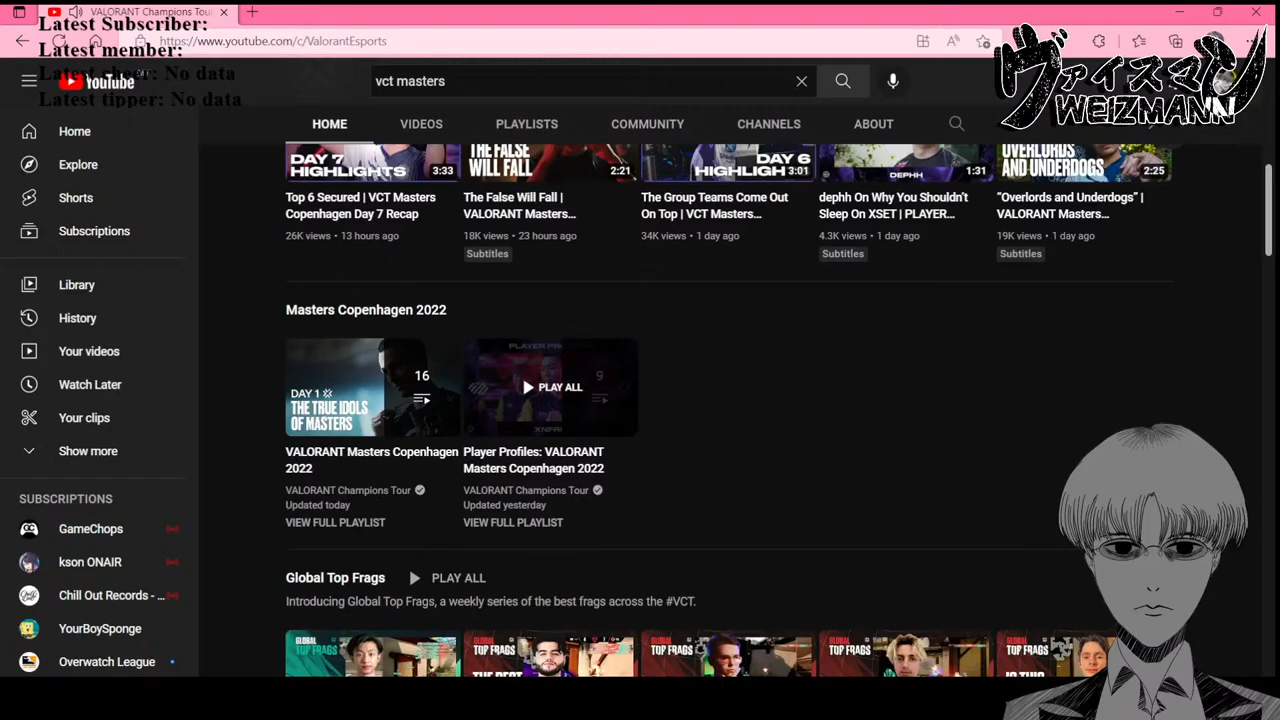 VALORANT Champions Tour
Latest Subscriber:
Latest member:
Latest cheer: No data
Latest tipper: No data
https://www.youtube.com/c/ValorantEsports
YouTube
vct masters
ヴァイスマン
WEIZMANN
HOME VIDEOS PLAYLISTS COMMUNITY CHANNELS ABOUT
Home
Explore
Shorts
Subscriptions
Library
History
Your videos
Watch Later
Your clips
Show more
SUBSCRIPTIONS
GameChops
kson ONAIR
Chill Out Records - ...
YourBoySponge
Overwatch League
DAY 7
HIGHLIGHTS
3:33
Top 6 Secured | VCT Masters
Copenhagen Day 7 Recap
26K views • 13 hours ago
THE FALSE
WILL FALL
2:21
The False Will Fall |
VALORANT Masters...
18K views • 23 hours ago
Subtitles
DAY 6
HIGHLIGH
3:01
The Group Teams Come Out
On Top | VCT Masters...
34K views • 1 day ago
DEPHH
1:31
dephh On Why You Shouldn't
Sleep On XSET | PLAYER...
4.3K views • 1 day ago
Subtitles
OVERLORDS
AND UNDERDOGS
2:25
"Overlords and Underdogs" |
VALORANT Masters...
19K views • 1 day ago
Subtitles
Masters Copenhagen 2022
DAY 1
THE TRUE IDOLS
OF MASTERS
16
VALORANT Masters Copenhagen
2022
VALORANT Champions Tour
Updated today
VIEW FULL PLAYLIST
PLAY ALL
9
Player Profiles: VALORANT
Masters Copenhagen 2022
VALORANT Champions Tour
Updated yesterday
VIEW FULL PLAYLIST
Global Top Frags PLAY ALL
Introducing Global Top Frags, a weekly series of the best frags across the #VCT.
GLOBAL
TOP FRAGS
GLOBAL
TOP FRAGS
THE BEST
GLOBAL
TOP FRAGS
GLOBAL
TOP FRAGS
GLOBAL
TOP FRAGS
IS THIS